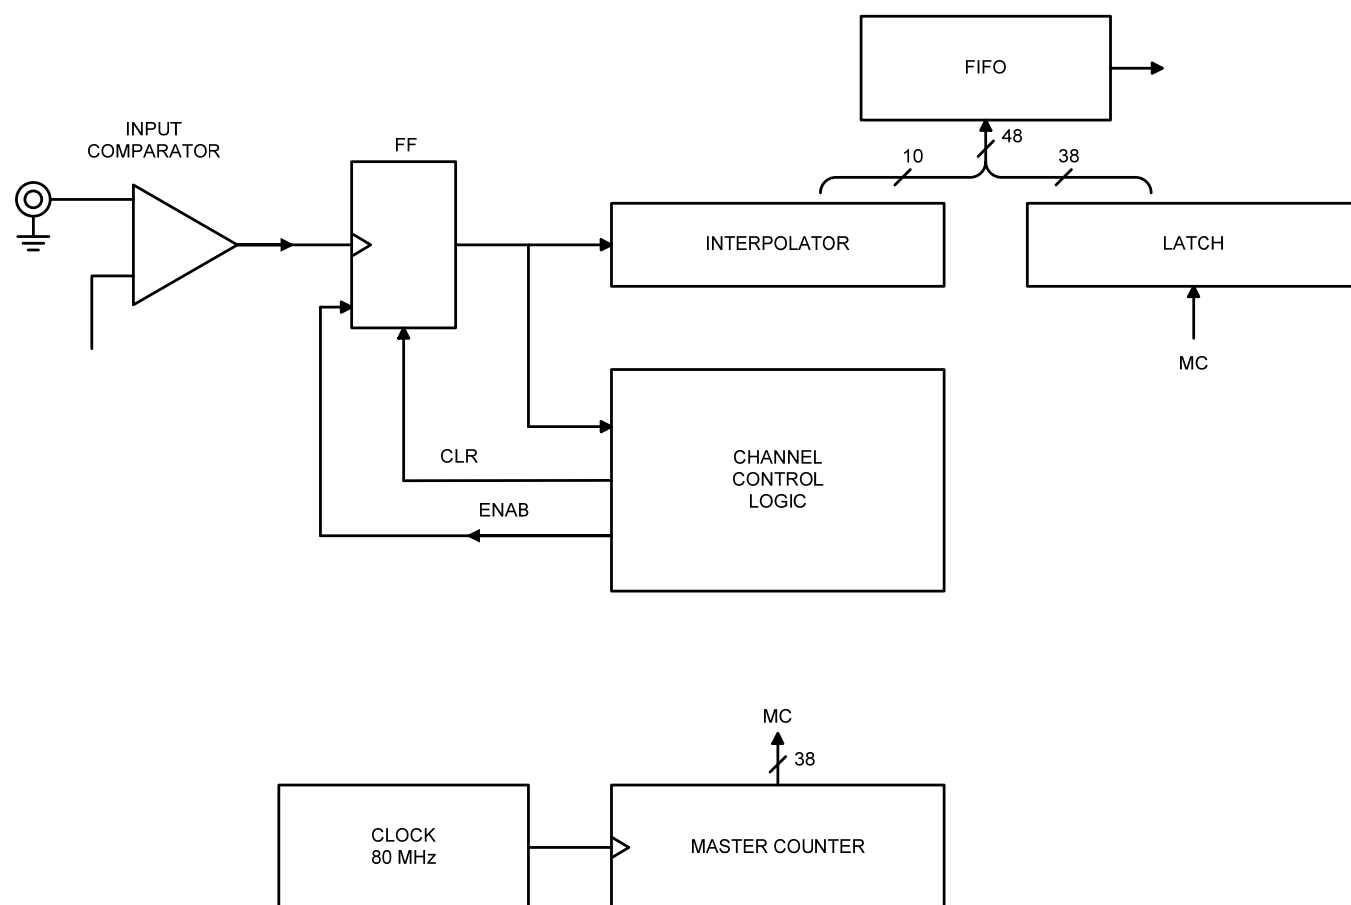 FIFO
INPUT
COMPARATOR
FF
48
10
38
INTERPOLATOR
LATCH
MC
CHANNEL
CONTROL
LOGIC
CLR
ENAB
MC
38
CLOCK
80 MHz
MASTER COUNTER